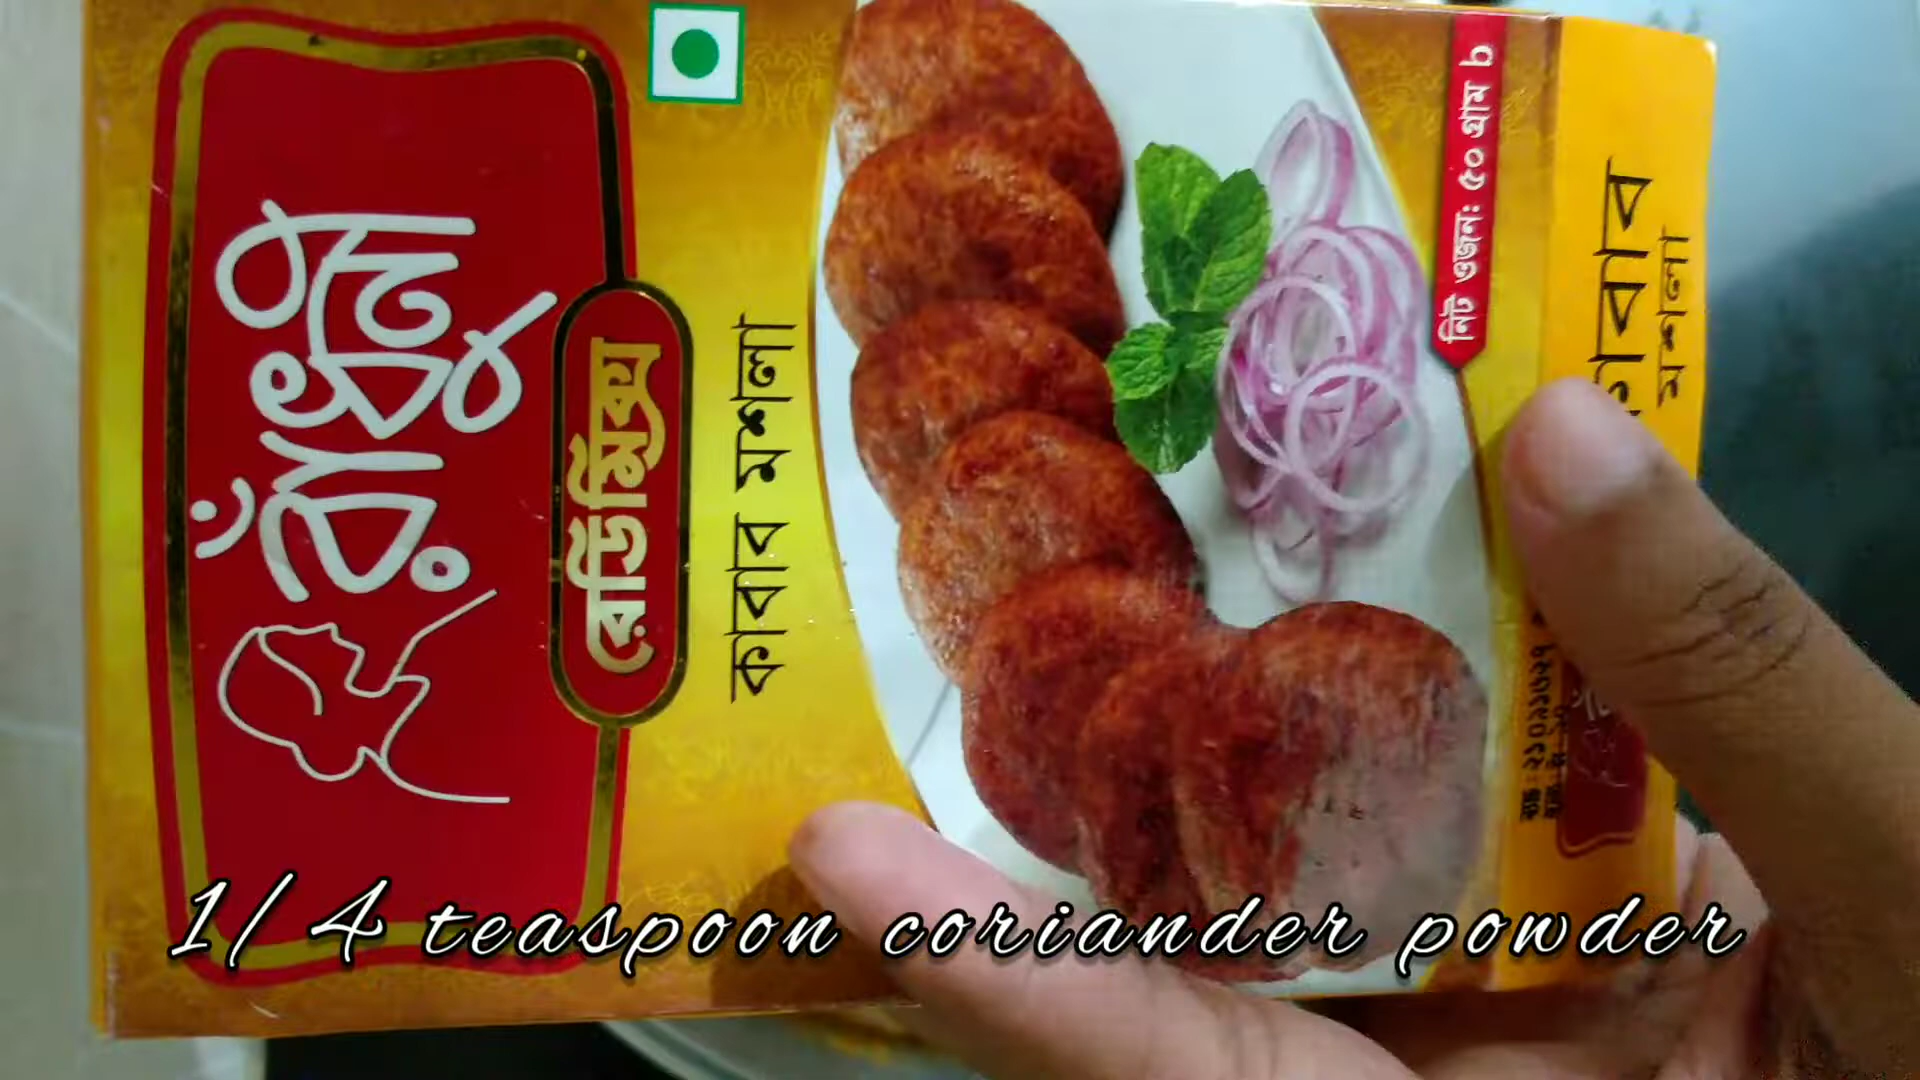 রাঁধুনী
রেডিমিক্স
কাবাব মশলা
নিট ওজন: ৫০ গ্রাম
কাবাব
মশলা
1/4 teaspoon coriander powder